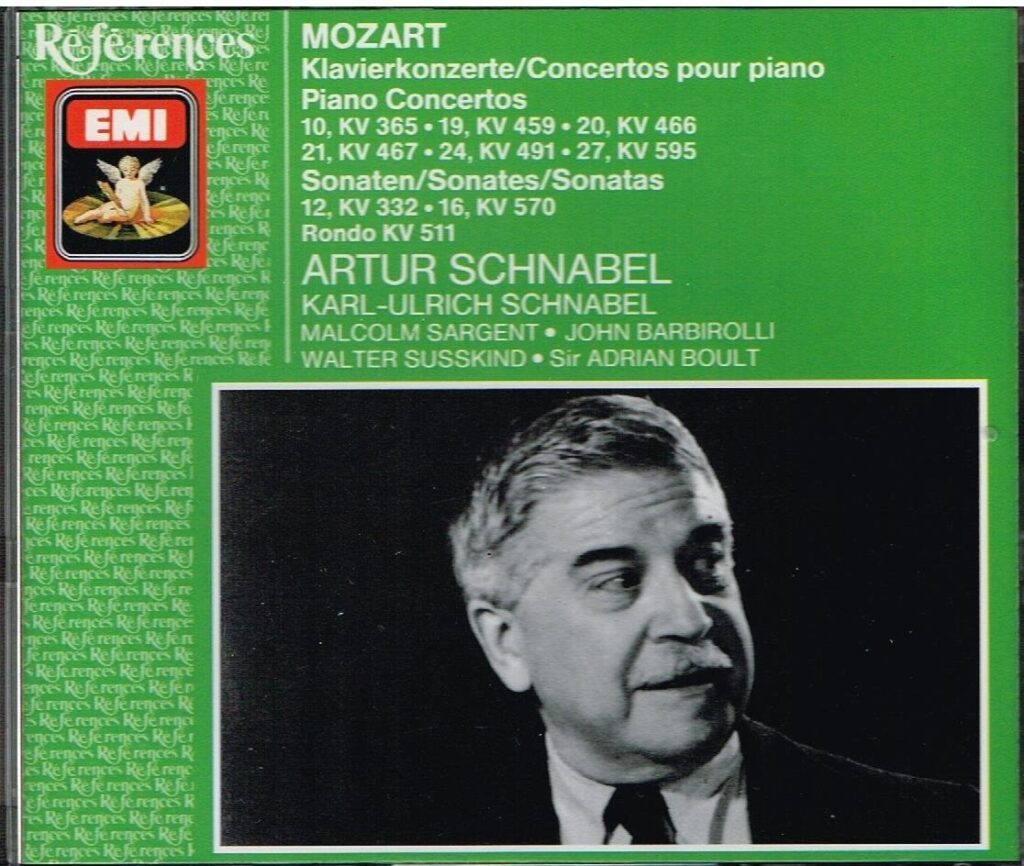 Références
EMI
MOZART
Klavierkonzerte/Concertos pour piano
Piano Concertos
10, KV 365 • 19, KV 459 • 20, KV 466
21, KV 467 • 24, KV 491 • 27, KV 595
Sonaten/Sonates/Sonatas
12, KV 332 • 16, KV 570
Rondo KV 511
ARTUR SCHNABEL
KARL-ULRICH SCHNABEL
MALCOLM SARGENT • JOHN BARBIROLLI
WALTER SUSSKIND • Sir ADRIAN BOULT